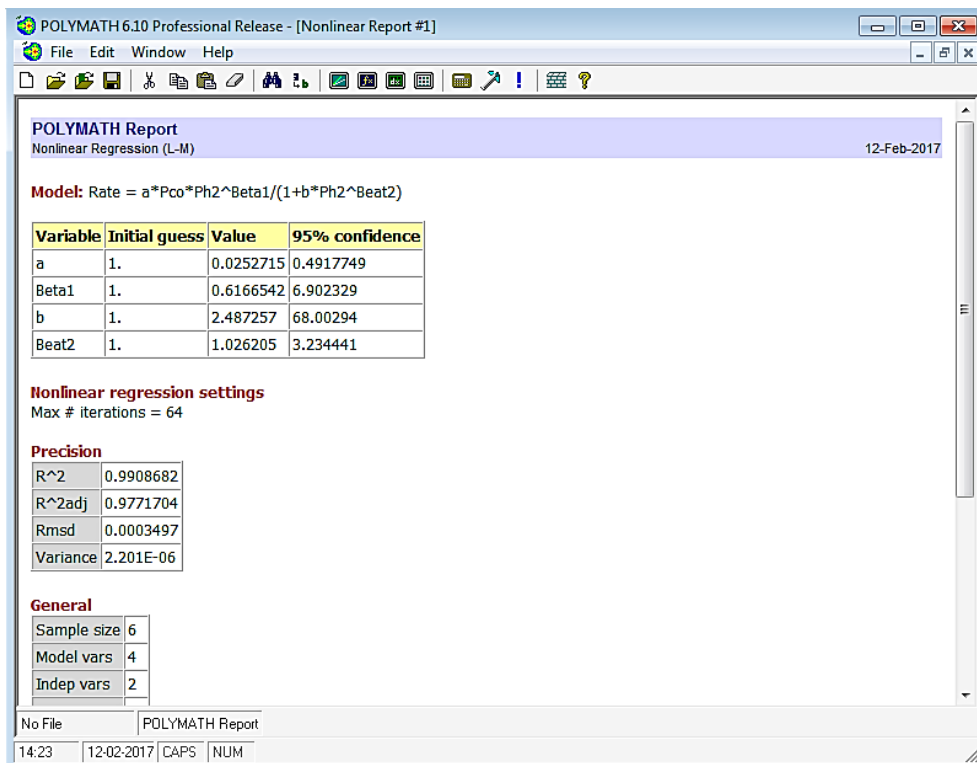 POLYMATH 6.10 Professional Release - [Nonlinear Report #1]
File Edit Window Help
POLYMATH Report
Nonlinear Regression (L-M) 12-Feb-2017
Model: Rate = a*Pco*Ph2^Beta1/(1+b*Ph2^Beat2)
Variable Initial guess Value 95% confidence
a 1. 0.0252715 0.4917749
Beta1 1. 0.6166542 6.902329
b 1. 2.487257 68.00294
Beat2 1. 1.026205 3.234441
Nonlinear regression settings
Max # iterations = 64
Precision
R^2 0.9908682
R^2adj 0.9771704
Rmsd 0.0003497
Variance 2.201E-06
General
Sample size 6
Model vars 4
Indep vars 2
No File POLYMATH Report
14:23 12-02-2017 CAPS NUM